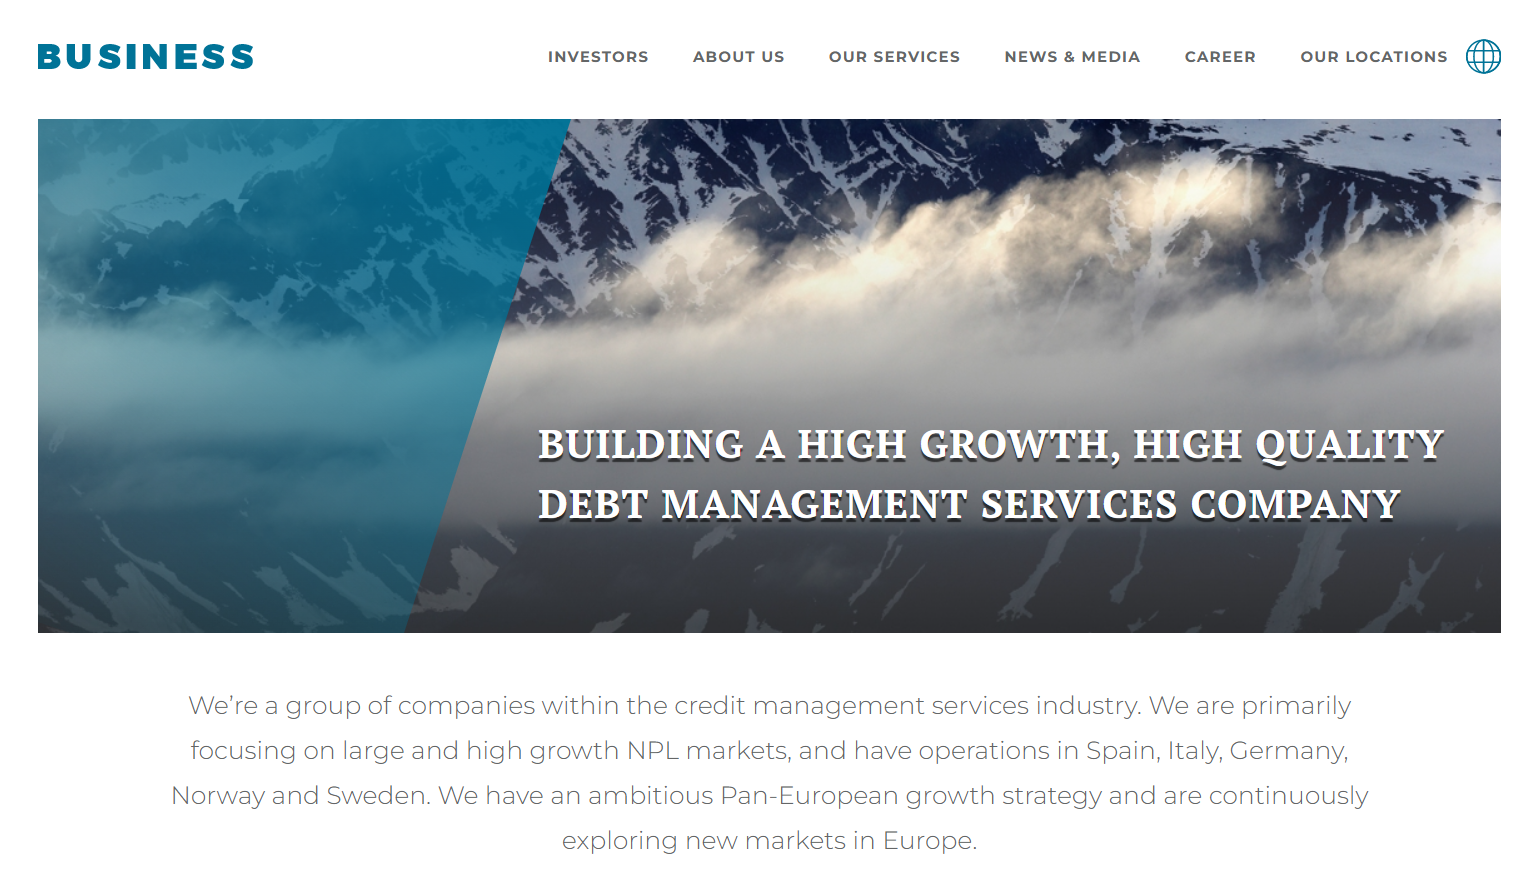 BUSINESS
INVESTORS ABOUT US OUR SERVICES NEWS & MEDIA CAREER OUR LOCATIONS
BUILDING A HIGH GROWTH, HIGH QUALITY
DEBT MANAGEMENT SERVICES COMPANY
We’re a group of companies within the credit management services industry. We are primarily
focusing on large and high growth NPL markets, and have operations in Spain, Italy, Germany,
Norway and Sweden. We have an ambitious Pan-European growth strategy and are continuously
exploring new markets in Europe.